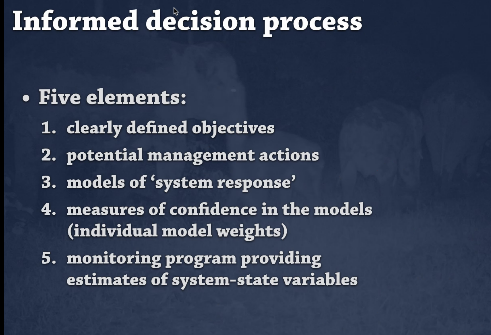 Informed decision process
• Five elements:
1. clearly defined objectives
2. potential management actions
3. models of ‘system response’
4. measures of confidence in the models
(individual model weights)
5. monitoring program providing
estimates of system-state variables